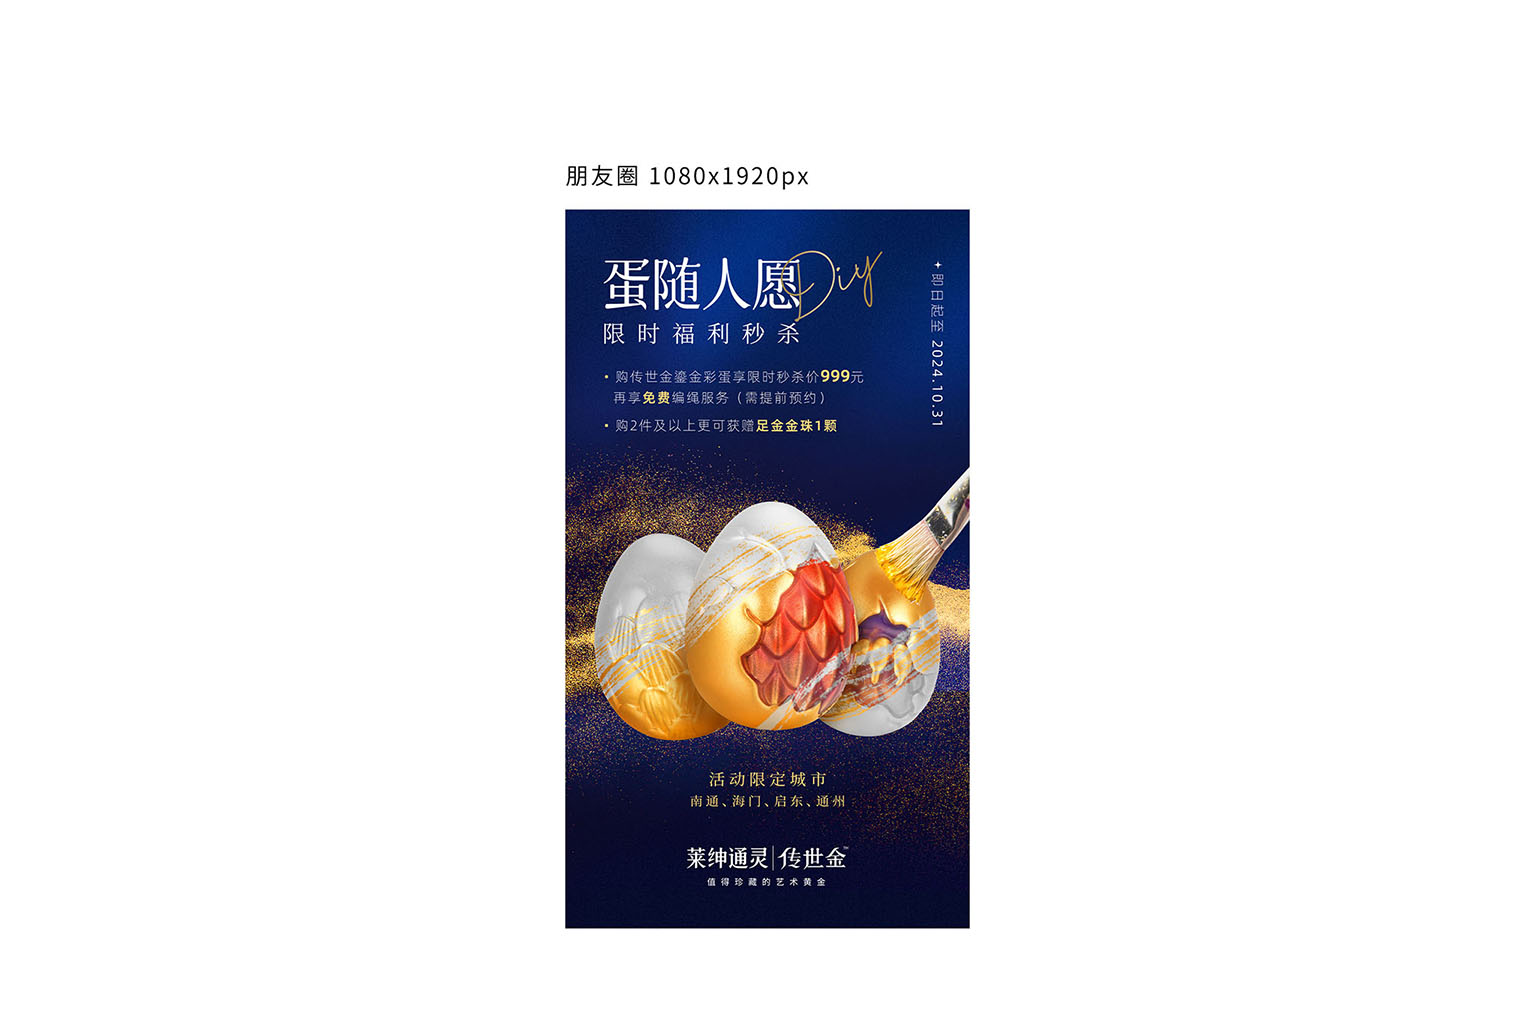 朋友圈 1080x1920px
蛋随人愿Diy
限时福利秒杀
·购传世金鎏金彩蛋享限时秒杀价999元
再享免费编绳服务（需提前预约）
·购2件及以上更可获赠足金金珠1颗
即日起至 2024.10.31
活动限定城市
南通、海门、启东、通州
莱绅通灵|传世金™
值得珍藏的艺术黄金